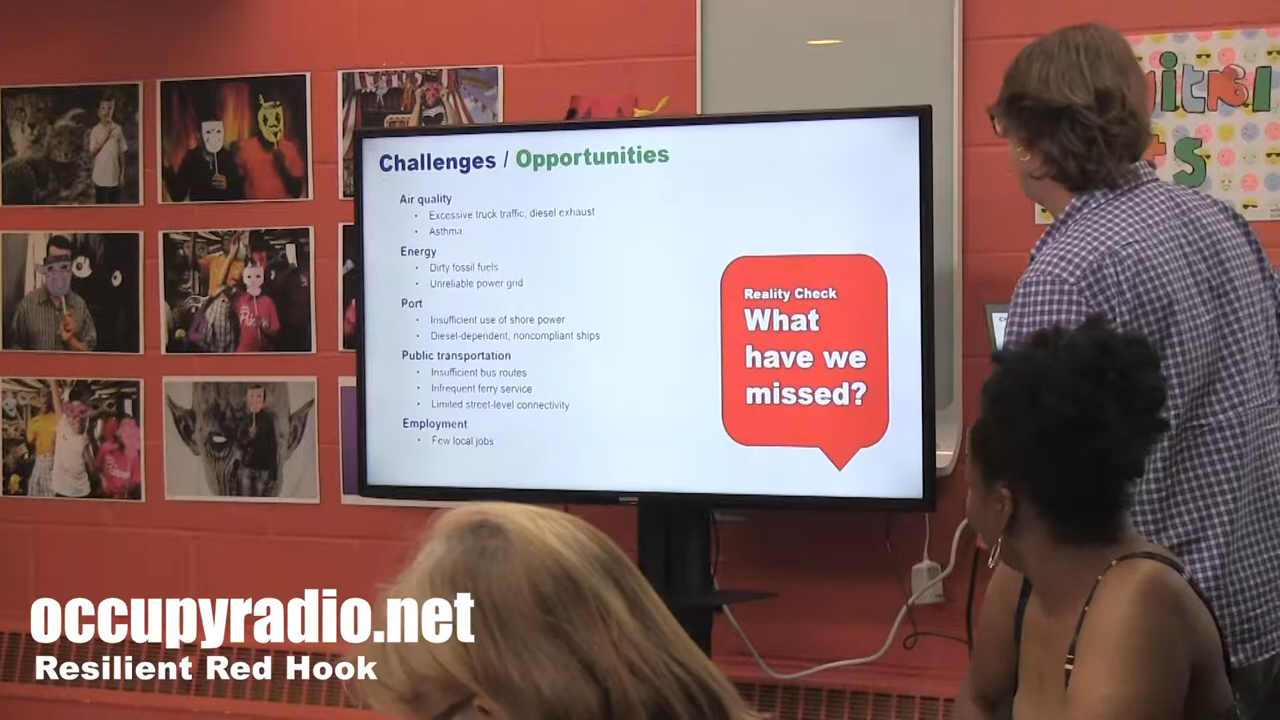 Challenges / Opportunities
Air quality
• Excessive truck traffic, diesel exhaust
• Asthma
Energy
• Dirty fossil fuels
• Unreliable power grid
Port
• Insufficient use of shore power
• Diesel-dependent, noncompliant ships
Public transportation
• Insufficient bus routes
• Infrequent ferry service
• Limited street-level connectivity
Employment
• Few local jobs
Reality Check
What
have we
missed?
occupyradio.net
Resilient Red Hook